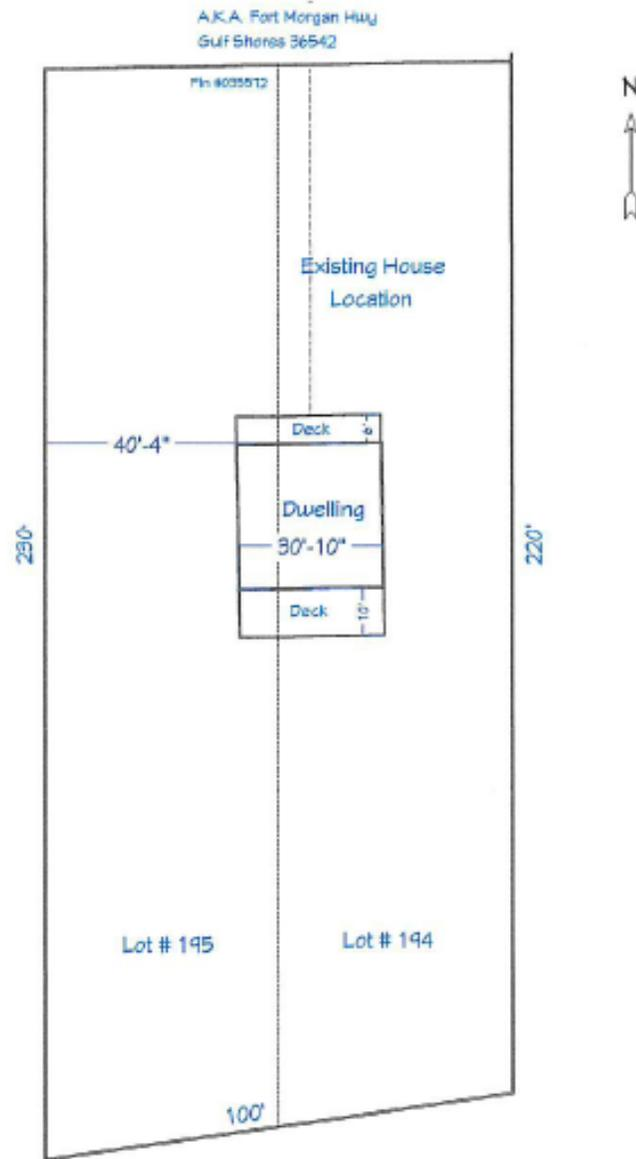 A.K.A. Fort Morgan Hwy
Gulf Shores 36542
N
Existing House
Location
Deck
6'
40'-4"
Dwelling
30'-10"
230'
220'
Deck
10'
Lot # 195
Lot # 194
100'